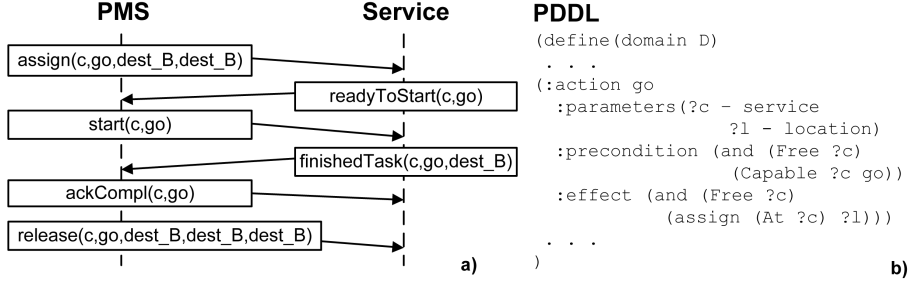 PMS
Service
assign(c,go,dest_B,dest_B)
readyToStart(c,go)
start(c,go)
finishedTask(c,go,dest_B)
ackCompl(c,go)
release(c,go,dest_B,dest_B,dest_B)
a)
PDDL
(define(domain D)
. . .
(:action go
:parameters(?c – service
?l - location)
:precondition (and (Free ?c)
(Capable ?c go))
:effect (and (Free ?c)
(assign (At ?c) ?l)))
. . .
)
b)